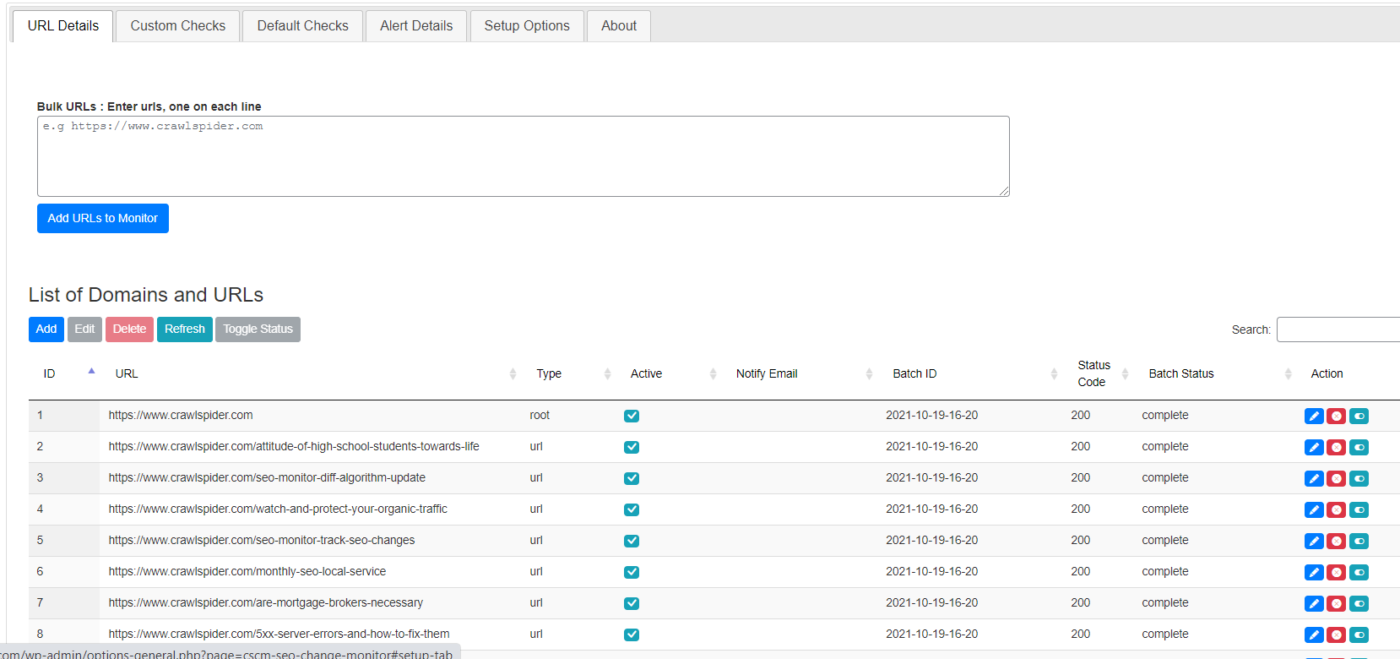 URL Details Custom Checks Default Checks Alert Details Setup Options About
Bulk URLs : Enter urls, one on each line
e.g https://www.crawlspider.com
Add URLs to Monitor
List of Domains and URLs
Add Edit Delete Refresh Toggle Status Search:
ID URL Type Active Notify Email Batch ID Status Code Batch Status Action
1 https://www.crawlspider.com root 2021-10-19-16-20 200 complete
2 https://www.crawlspider.com/attitude-of-high-school-students-towards-life url 2021-10-19-16-20 200 complete
3 https://www.crawlspider.com/seo-monitor-diff-algorithm-update url 2021-10-19-16-20 200 complete
4 https://www.crawlspider.com/watch-and-protect-your-organic-traffic url 2021-10-19-16-20 200 complete
5 https://www.crawlspider.com/seo-monitor-track-seo-changes url 2021-10-19-16-20 200 complete
6 https://www.crawlspider.com/monthly-seo-local-service url 2021-10-19-16-20 200 complete
7 https://www.crawlspider.com/are-mortgage-brokers-necessary url 2021-10-19-16-20 200 complete
8 https://www.crawlspider.com/5xx-server-errors-and-how-to-fix-them url 2021-10-19-16-20 200 complete
com/wp-admin/options-general.php?page=cscm-seo-change-monitor#setup-tab